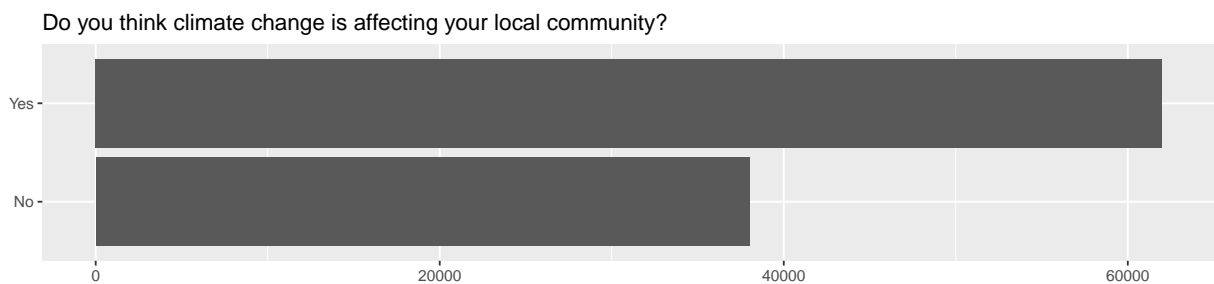 Do you think climate change is affecting your local community?
Yes
No
0 20000 40000 60000